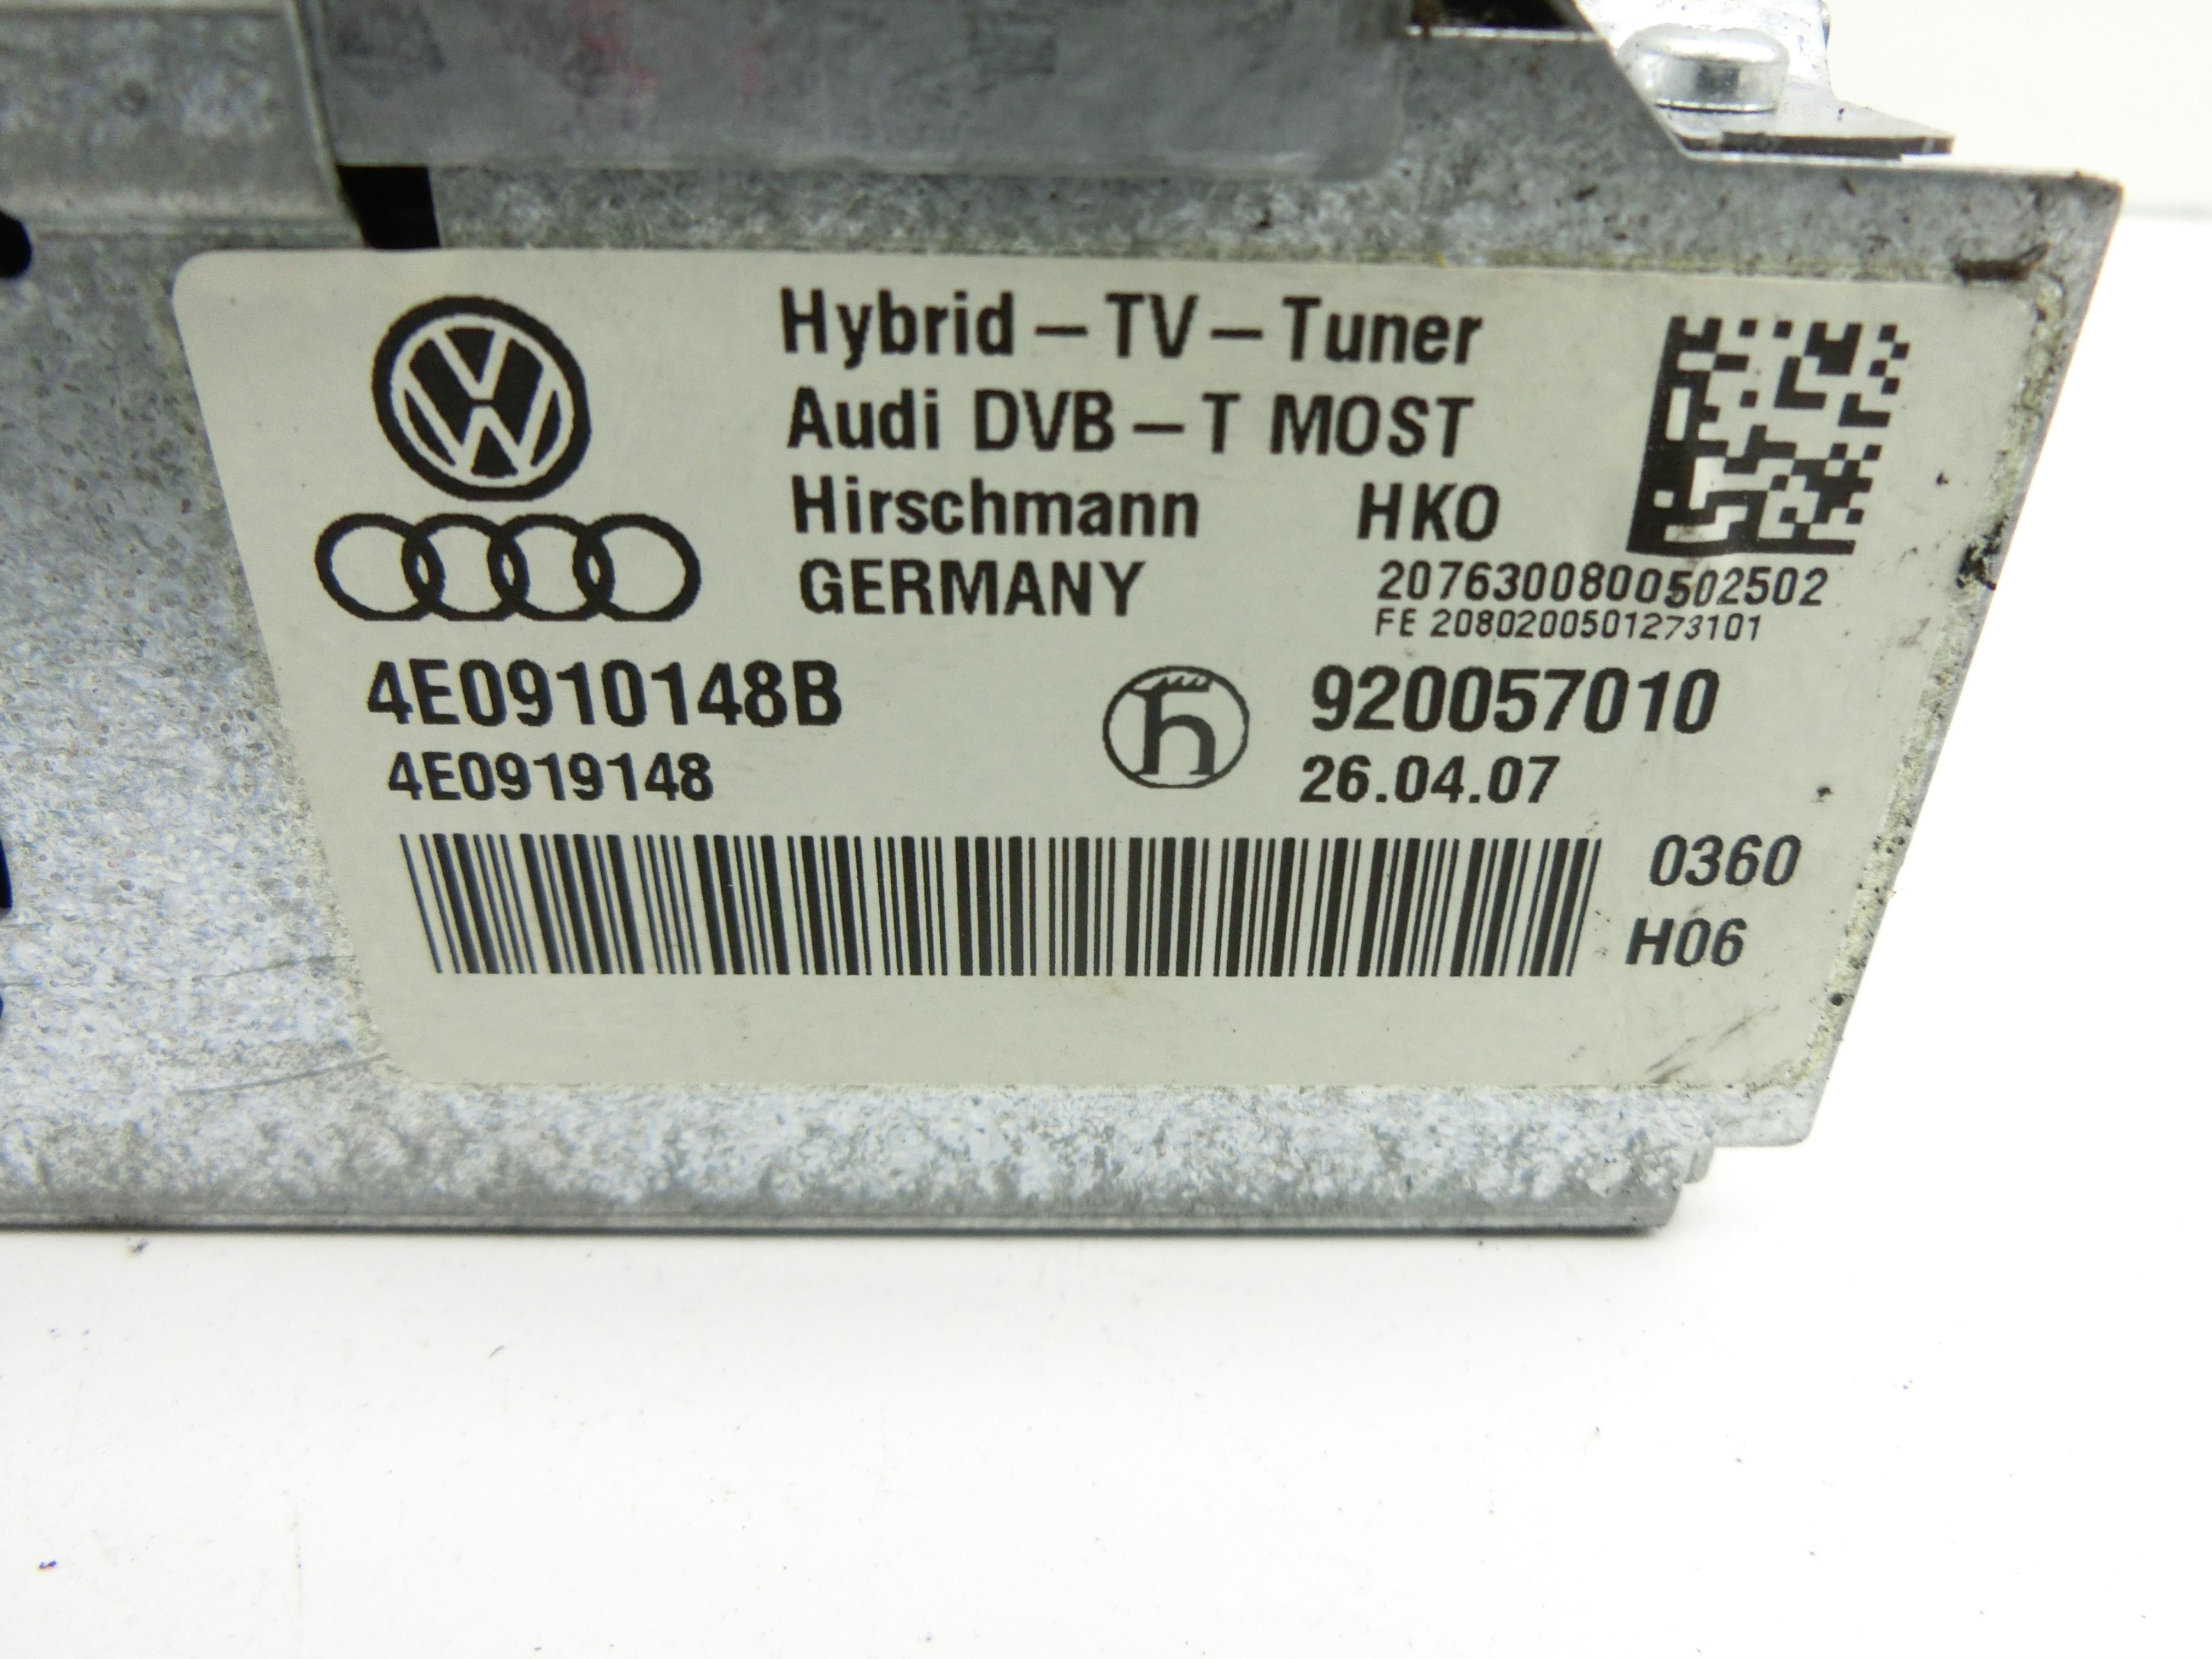 Hybrid – TV – Tuner
Audi DVB – T MOST
Hirschmann HKO
GERMANY 2076300800502502
FE 2080200501273101
4E0910148B 920057010
4E0919148 26.04.07
0360
H06